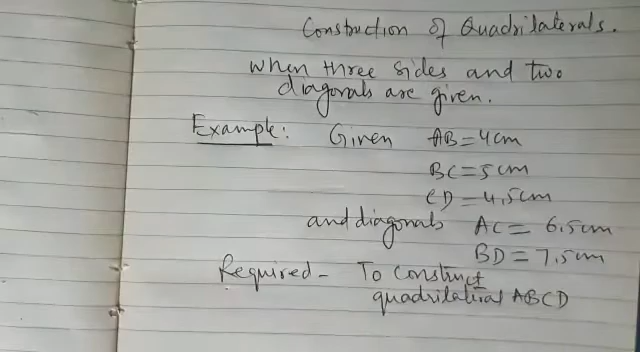 Construction of Quadrilaterals.
When three sides and two
diagonals are given.
Example: Given AB=4cm
BC=5cm
CD=4.5cm
and diagonals AC=6.5cm
BD=7.5cm
Required- To construct
quadrilateral ABCD